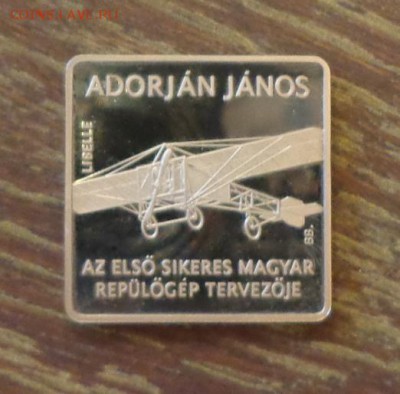 ADORJÁN JÁNOS
LIBELLE
BB.
AZ ELSŐ SIKERES MAGYAR
REPÜLŐGÉP TERVEZŐJE